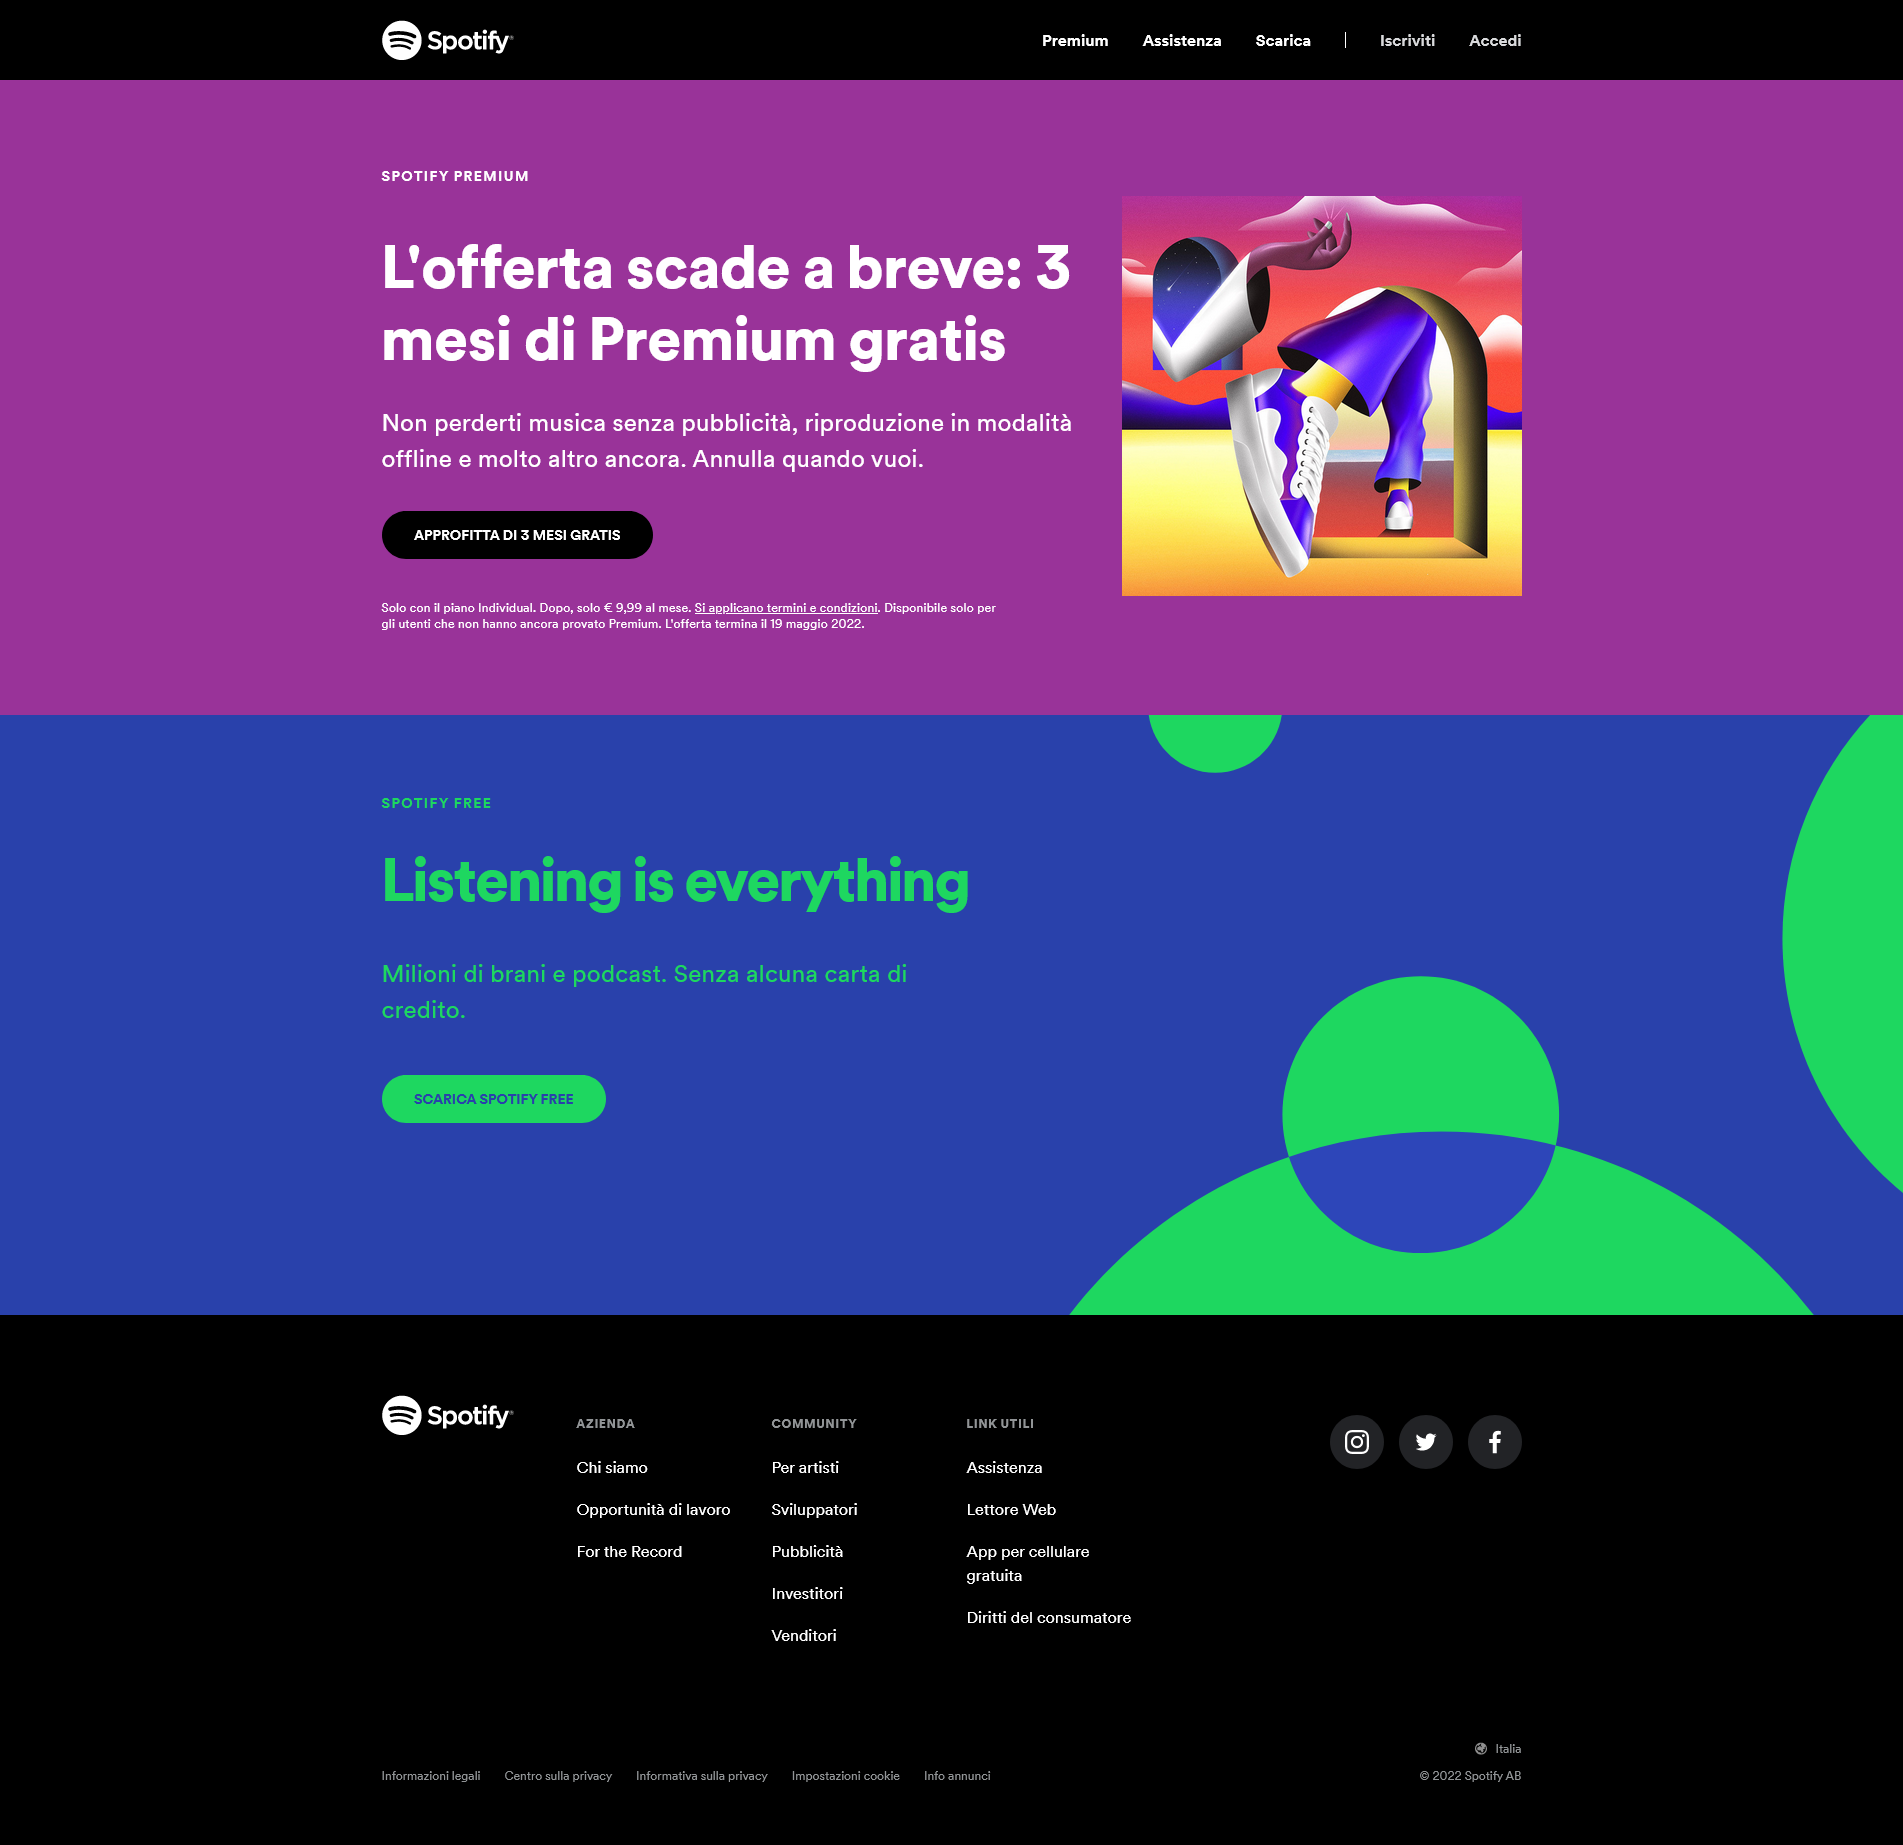 Spotify
Premium
Assistenza
Scarica
Iscriviti
Accedi
SPOTIFY PREMIUM
L'offerta scade a breve: 3
mesi di Premium gratis
Non perderti musica senza pubblicità, riproduzione in modalità
offline e molto altro ancora. Annulla quando vuoi.
APPROFITTA DI 3 MESI GRATIS
Solo con il piano Individual. Dopo, solo € 9,99 al mese. Si applicano termini e condizioni. Disponibile solo per
gli utenti che non hanno ancora provato Premium. L'offerta termina il 19 maggio 2022.
SPOTIFY FREE
Listening is everything
Milioni di brani e podcast. Senza alcuna carta di
credito.
SCARICA SPOTIFY FREE
Spotify
AZIENDA
Chi siamo
Opportunità di lavoro
For the Record
COMMUNITY
Per artisti
Sviluppatori
Pubblicità
Investitori
Venditori
LINK UTILI
Assistenza
Lettore Web
App per cellulare
gratuita
Diritti del consumatore
Italia
Informazioni legali
Centro sulla privacy
Informativa sulla privacy
Impostazioni cookie
Info annunci
© 2022 Spotify AB